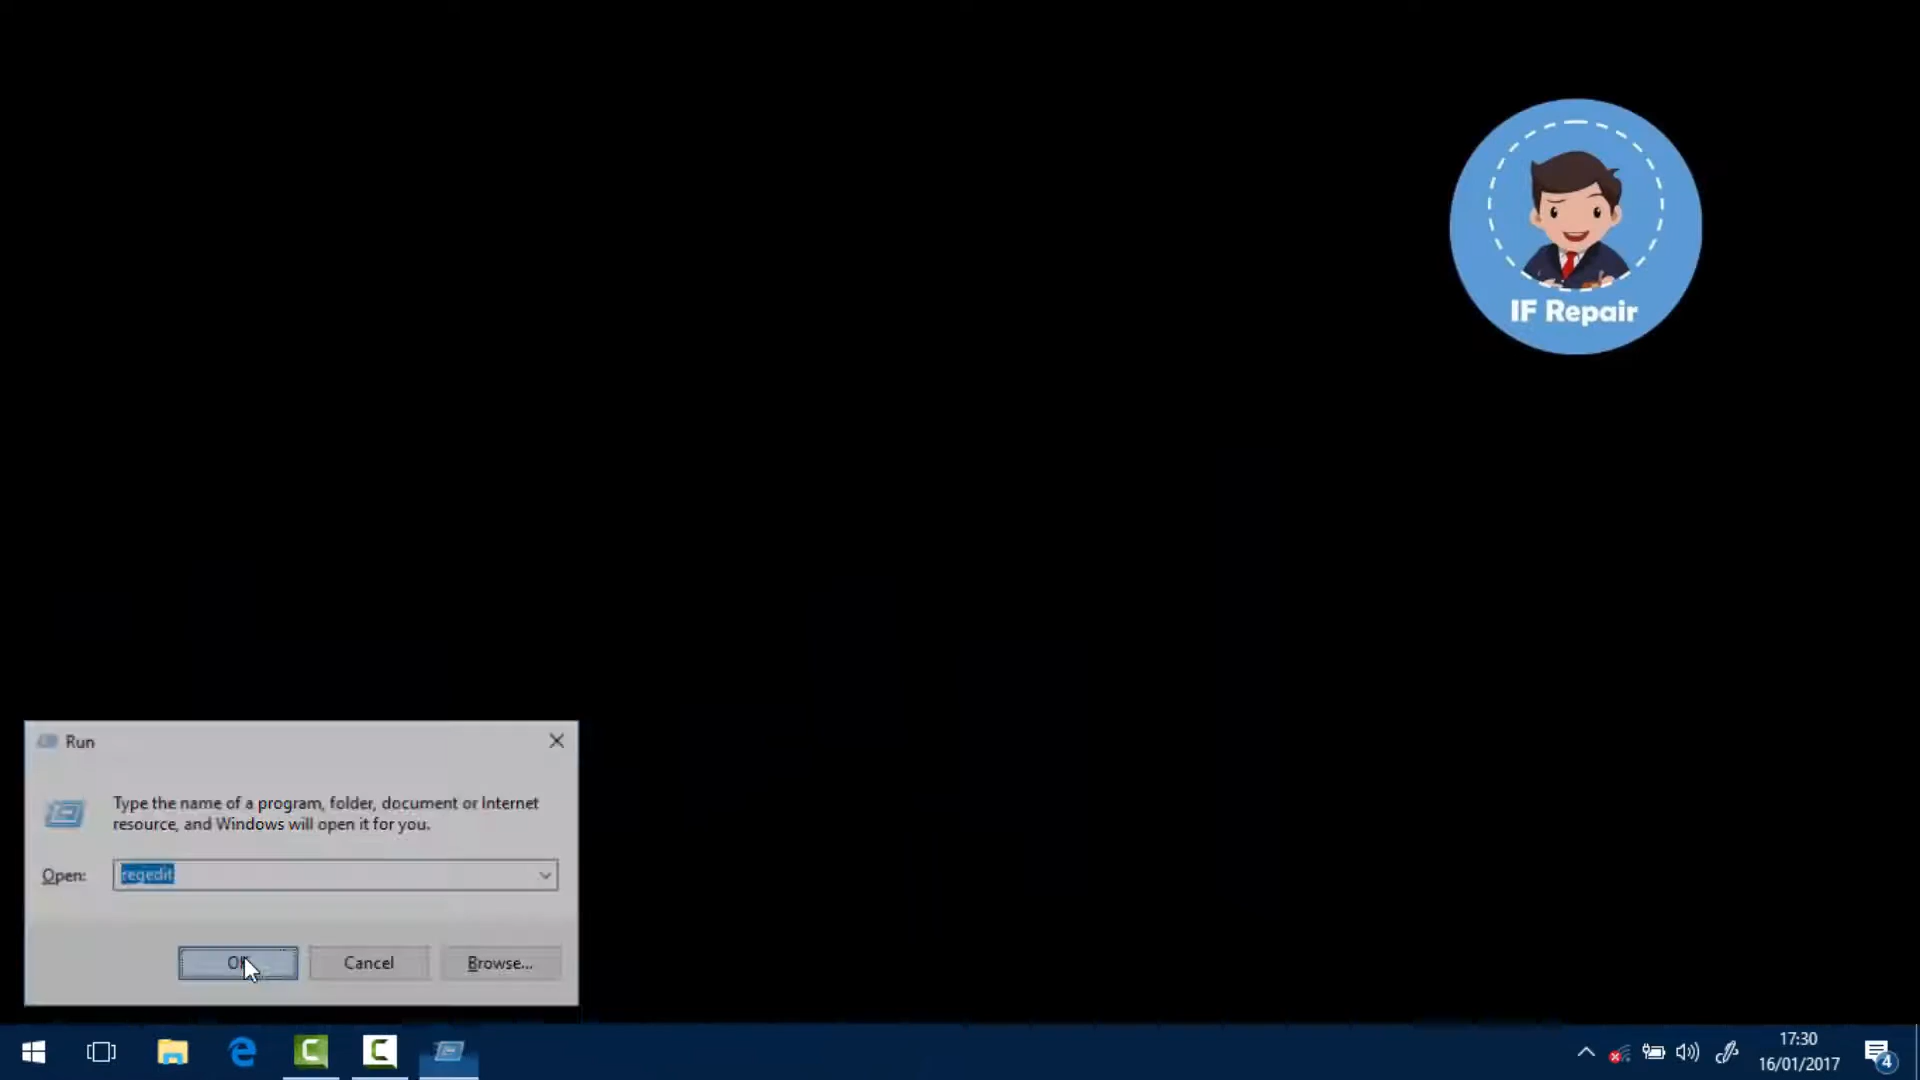 IF Repair
Run
Type the name of a program, folder, document or Internet
resource, and Windows will open it for you.
Open:
regedit
OK
Cancel
Browse...
17:30
16/01/2017
4